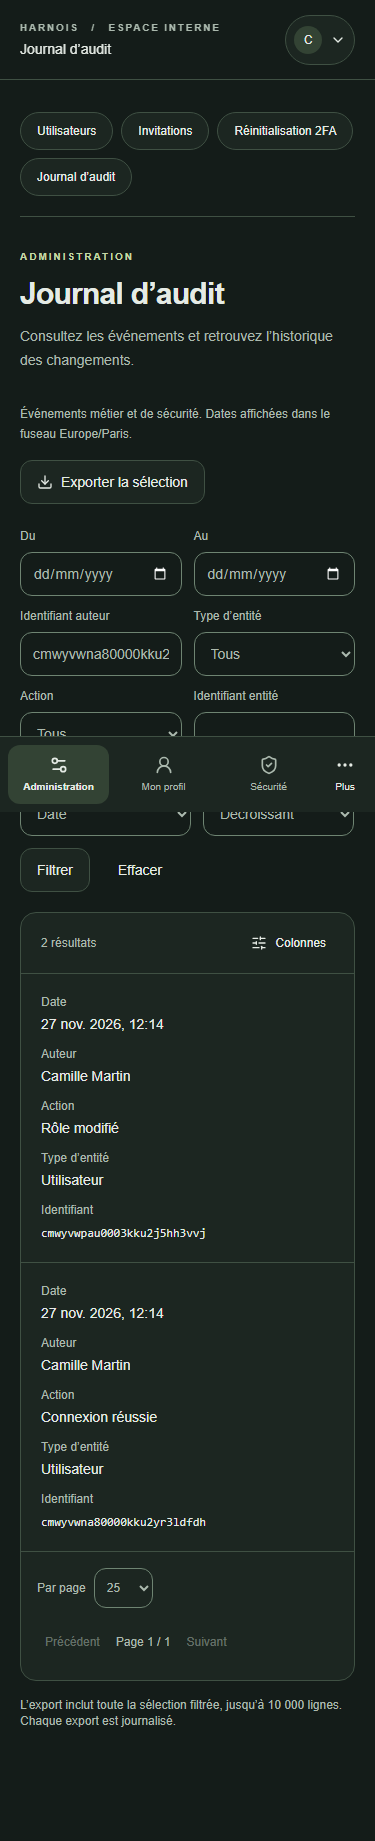 HARNOIS / ESPACE INTERNE
Journal d’audit
C
Utilisateurs
Invitations
Réinitialisation 2FA
Journal d’audit
ADMINISTRATION
Journal d’audit
Consultez les événements et retrouvez l’historique
des changements.
Événements métier et de sécurité. Dates affichées dans le
fuseau Europe/Paris.
Exporter la sélection
Du
Au
dd/mm/yyyy
dd/mm/yyyy
Identifiant auteur
Type d’entité
cmwyvwna80000kku2
Tous
Action
Identifiant entité
Tous
Administration
Mon profil
Sécurité
Plus
Date
Décroissant
Filtrer
Effacer
2 résultats
Colonnes
Date
27 nov. 2026, 12:14
Auteur
Camille Martin
Action
Rôle modifié
Type d’entité
Utilisateur
Identifiant
cmwyvwpau0003kku2j5hh3vvj
Date
27 nov. 2026, 12:14
Auteur
Camille Martin
Action
Connexion réussie
Type d’entité
Utilisateur
Identifiant
cmwyvwna80000kku2yr3ldfdh
Par page
25
Précédent
Page 1 / 1
Suivant
L’export inclut toute la sélection filtrée, jusqu’à 10 000 lignes.
Chaque export est journalisé.